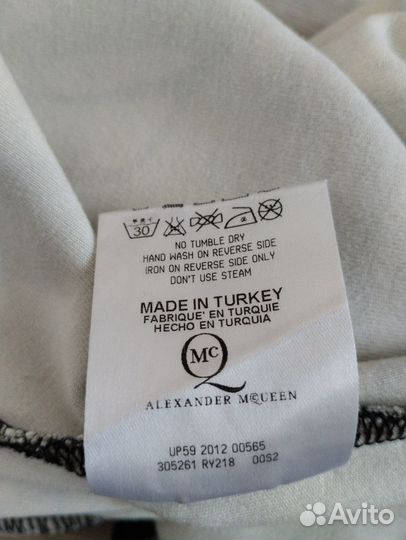 30
NO TUMBLE DRY
HAND WASH ON REVERSE SIDE
IRON ON REVERSE SIDE ONLY
DON'T USE STEAM
MADE IN TURKEY
FABRIQUE' EN TURQUIE
HECHO EN TURQUIA
MC
Q
ALEXANDER MCQUEEN
UP59 2012 00565
305261 RY218 00S2
Avito